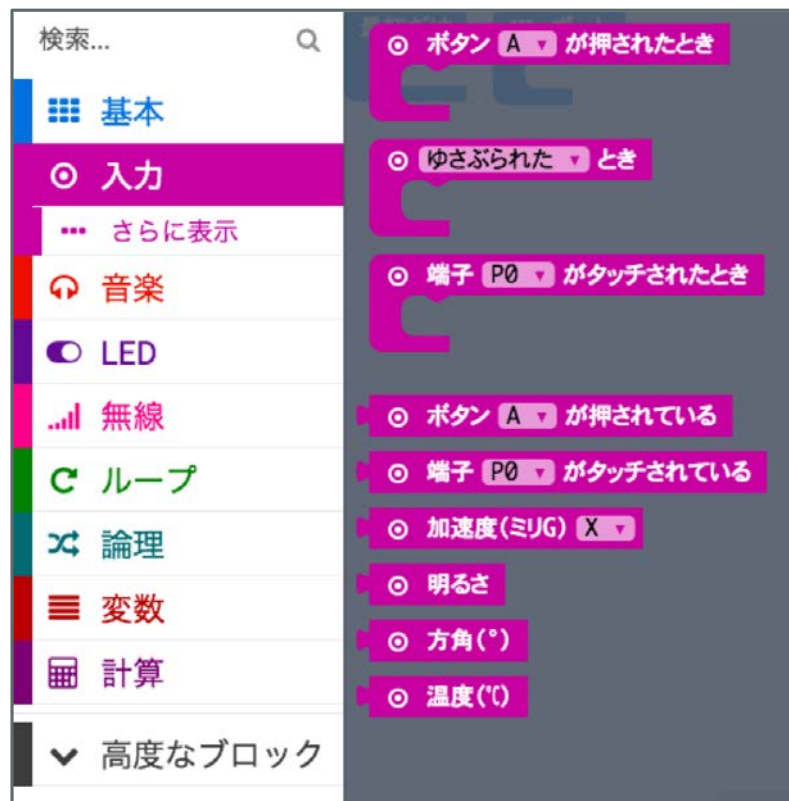 検索...
基本
入力
さらに表示
音楽
LED
無線
ループ
論理
変数
計算
高度なブロック
ボタン A が押されたとき
ゆさぶられた とき
端子 P0 がタッチされたとき
ボタン A が押されている
端子 P0 がタッチされている
加速度(ミリG) X
明るさ
方角(°)
温度(℃)